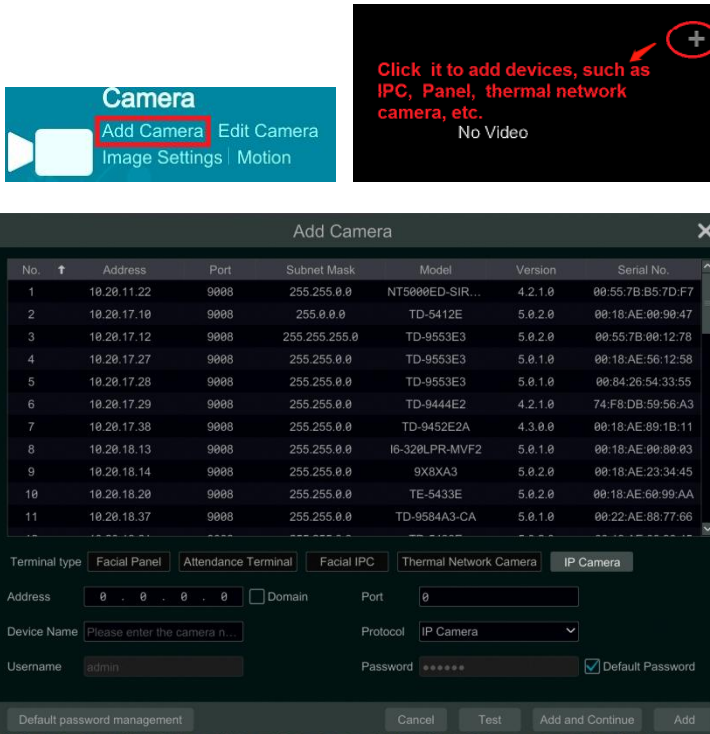 Camera
Add Camera Edit Camera
Image Settings | Motion
+
Click it to add devices, such as
IPC, Panel, thermal network
camera, etc.
No Video
Add Camera
No. Address Port Subnet Mask Model Version Serial No.
1 10.20.11.22 9008 255.255.0.0 NT5000ED-SIR... 4.2.1.0 00:55:7B:B5:7D:F7
2 10.20.17.10 9008 255.0.0.0 TD-5412E 5.0.2.0 00:18:AE:00:90:47
3 10.20.17.12 9008 255.255.255.0 TD-9553E3 5.0.2.0 00:55:7B:00:12:78
4 10.20.17.27 9008 255.255.0.0 TD-9553E3 5.0.1.0 00:18:AE:56:12:58
5 10.20.17.28 9008 255.255.0.0 TD-9553E3 5.0.1.0 00:84:26:54:33:55
6 10.20.17.29 9008 255.255.0.0 TD-9444E2 4.2.1.0 74:F8:DB:59:56:A3
7 10.20.17.38 9008 255.255.0.0 TD-9452E2A 4.3.0.0 00:18:AE:89:1B:11
8 10.20.18.13 9008 255.255.0.0 I6-320LPR-MVF2 5.0.1.0 00:18:AE:00:80:03
9 10.20.18.14 9008 255.255.0.0 9X8XA3 5.0.2.0 00:18:AE:23:34:45
10 10.20.18.20 9008 255.255.0.0 TE-5433E 5.0.2.0 00:18:AE:60:99:AA
11 10.20.18.37 9008 255.255.0.0 TD-9584A3-CA 5.0.1.0 00:22:AE:88:77:66
Terminal type Facial Panel Attendance Terminal Facial IPC Thermal Network Camera IP Camera
Address 0 . 0 . 0 . 0 Domain Port 0
Device Name Please enter the camera n... Protocol IP Camera
Username admin Password ●●●●●● Default Password
Default password management Cancel Test Add and Continue Add